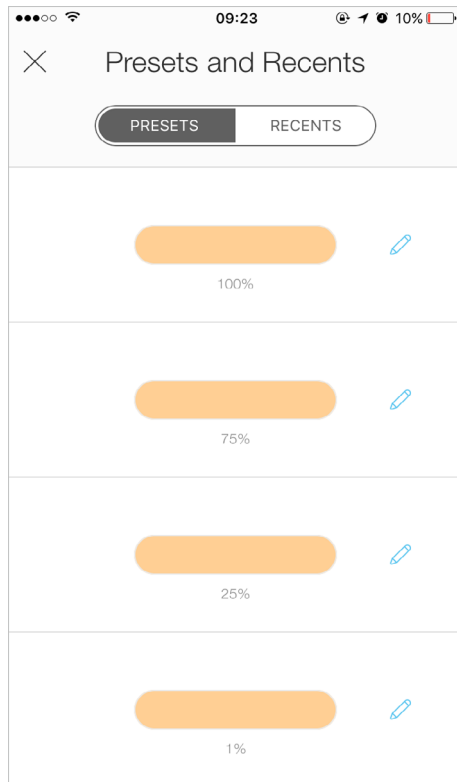 09:23 10%
Presets and Recents
PRESETS RECENTS
100%
75%
25%
1%